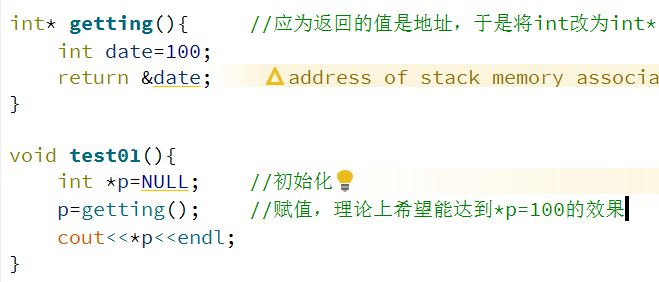 int* getting(){ //应为返回的值是地址，于是将int改为int*
int date=100;
return &date; address of stack memory associa
}
void test01(){
int *p=NULL; //初始化
p=getting(); //赋值，理论上希望能达到*p=100的效果
cout<<*p<<endl;
}